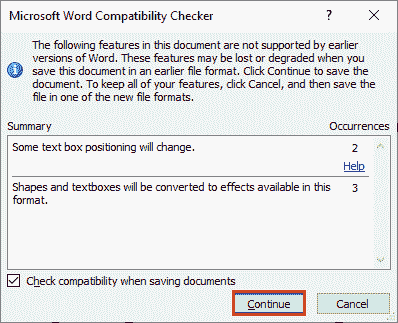 Microsoft Word Compatibility Checker
The following features in this document are not supported by earlier
versions of Word. These features may be lost or degraded when you
save this document in an earlier file format. Click Continue to save the
document. To keep all of your features, click Cancel, and then save the
file in one of the new file formats.
Summary Occurrences
Some text box positioning will change. 2
Help
Shapes and textboxes will be converted to effects available in this 3
format.
Check compatibility when saving documents
Continue Cancel